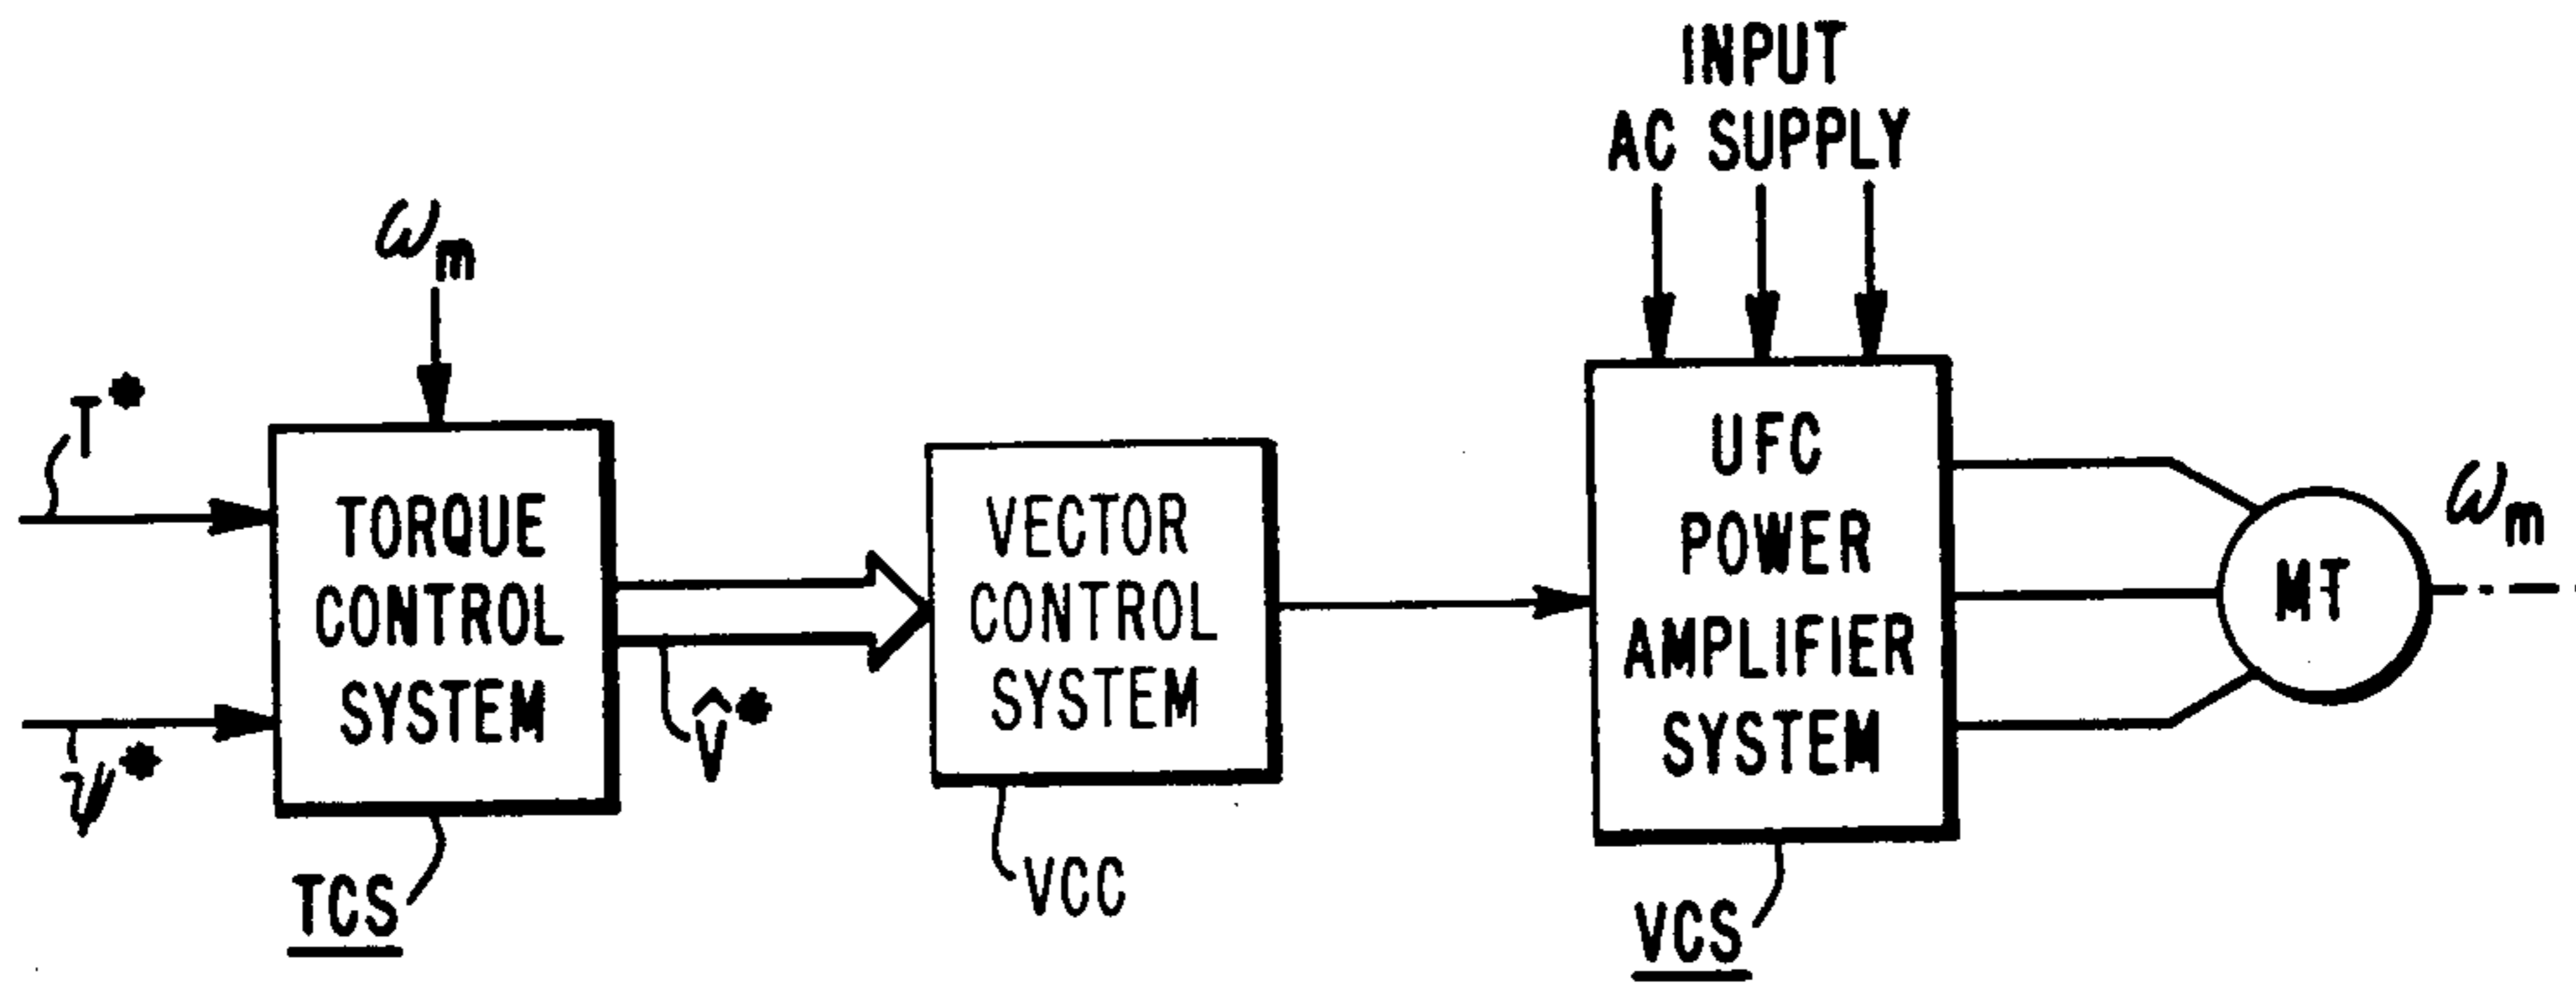 INPUT
AC SUPPLY
ωm
T*
TORQUE
CONTROL
SYSTEM
ψ*
TCS
V̂*
VECTOR
CONTROL
SYSTEM
VCC
UFC
POWER
AMPLIFIER
SYSTEM
VCS
MT
ωm